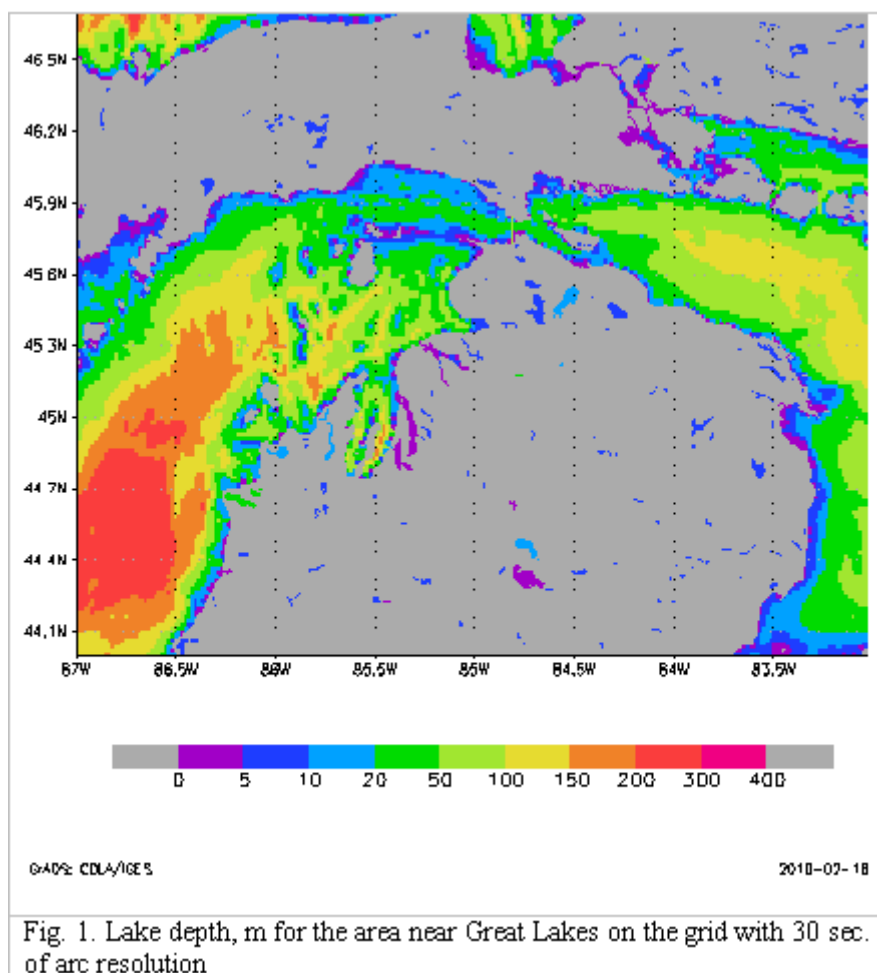 46.5N
46.2N
45.9N
45.6N
45.3N
45N
44.7N
44.4N
44.1N
87W 86.5W 86W 85.5W 85W 84.5W 84W 83.5W
0 5 10 20 50 100 150 200 300 400
GrADS: COLA/IGES
Fig. 1. Lake depth, m for the area near Great Lakes on the grid with 30 sec.
of arc resolution